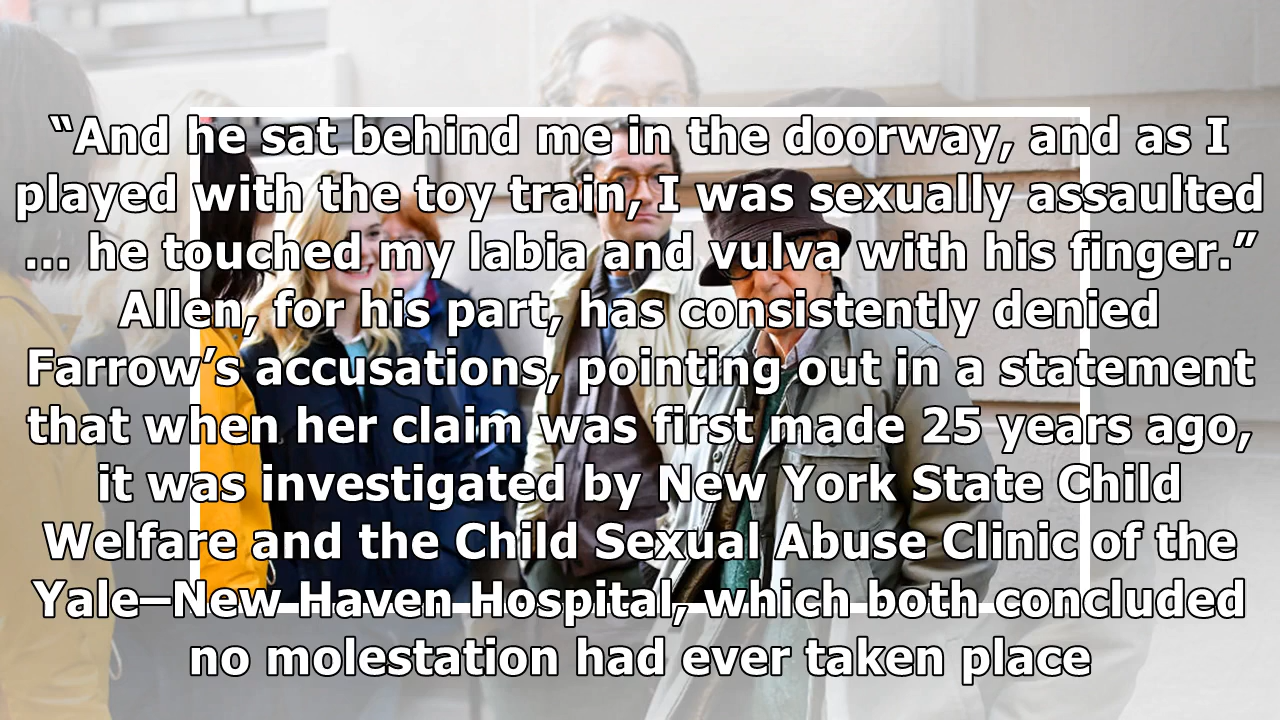 “And he sat behind me in the doorway, and as I
played with the toy train, I was sexually assaulted
... he touched my labia and vulva with his finger.”
Allen, for his part, has consistently denied
Farrow’s accusations, pointing out in a statement
that when her claim was first made 25 years ago,
it was investigated by New York State Child
Welfare and the Child Sexual Abuse Clinic of the
Yale–New Haven Hospital, which both concluded
no molestation had ever taken place